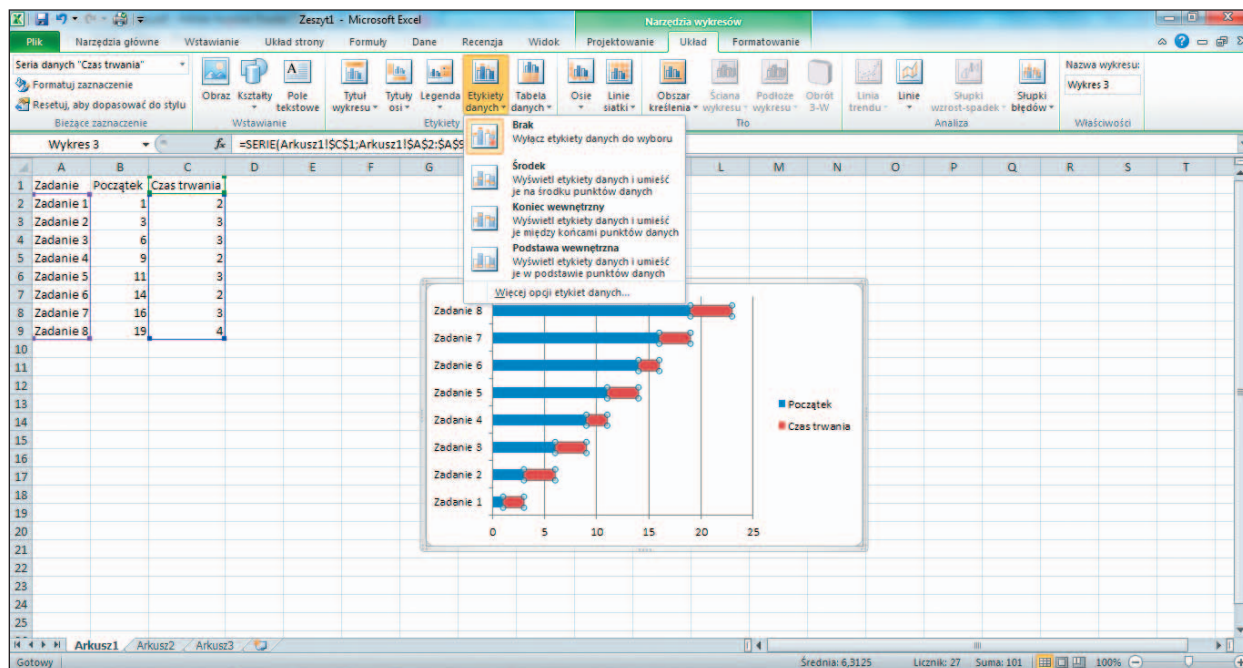 Zeszyt1 - Microsoft Excel
Narzędzia wykresów
Plik Narzędzia główne Wstawianie Układ strony Formuły Dane Recenzja Widok Projektowanie Układ Formatowanie
Seria danych "Czas trwania"
Formatuj zaznaczenie
Resetuj, aby dopasować do stylu
Bieżące zaznaczenie
Obraz Kształty Pole tekstowe
Wstawianie
Tytuł wykresu Tytuły osi Legenda Etykiety danych Tabela danych
Etykiety
Osie Linie siatki
Obszar kreślenia Ściana wykresu Podłoże wykresu Obrót 3-W
Tło
Linia trendu Linie Słupki wzrost-spadek Słupki błędów
Analiza
Nazwa wykresu:
Wykres 3
Właściwości
Wykres 3 fx =SERIE(Arkusz1!$C$1;Arkusz1!$A$2:$A$9
Brak
Wyłącz etykiety danych do wyboru
Środek
Wyświetl etykiety danych i umieść
je na środku punktów danych
Koniec wewnętrzny
Wyświetl etykiety danych i umieść
je między końcami punktów danych
Podstawa wewnętrzna
Wyświetl etykiety danych i umieść
je w podstawie punktów danych
Więcej opcji etykiet danych...
A B C D E F G L M N O P Q R S T
1 Zadanie Początek Czas trwania
2 Zadanie 1 1 2
3 Zadanie 2 3 3
4 Zadanie 3 6 3
5 Zadanie 4 9 2
6 Zadanie 5 11 3
7 Zadanie 6 14 2
8 Zadanie 7 16 3
9 Zadanie 8 19 4
10
11
12
13
14
15
16
17
18
19
20
21
22
23
24
25
Zadanie 8
Zadanie 7
Zadanie 6
Zadanie 5
Zadanie 4
Zadanie 3
Zadanie 2
Zadanie 1
0 5 10 15 20 25
Początek
Czas trwania
Arkusz1 Arkusz2 Arkusz3
Gotowy Średnia: 6,3125 Licznik: 27 Suma: 101 100%